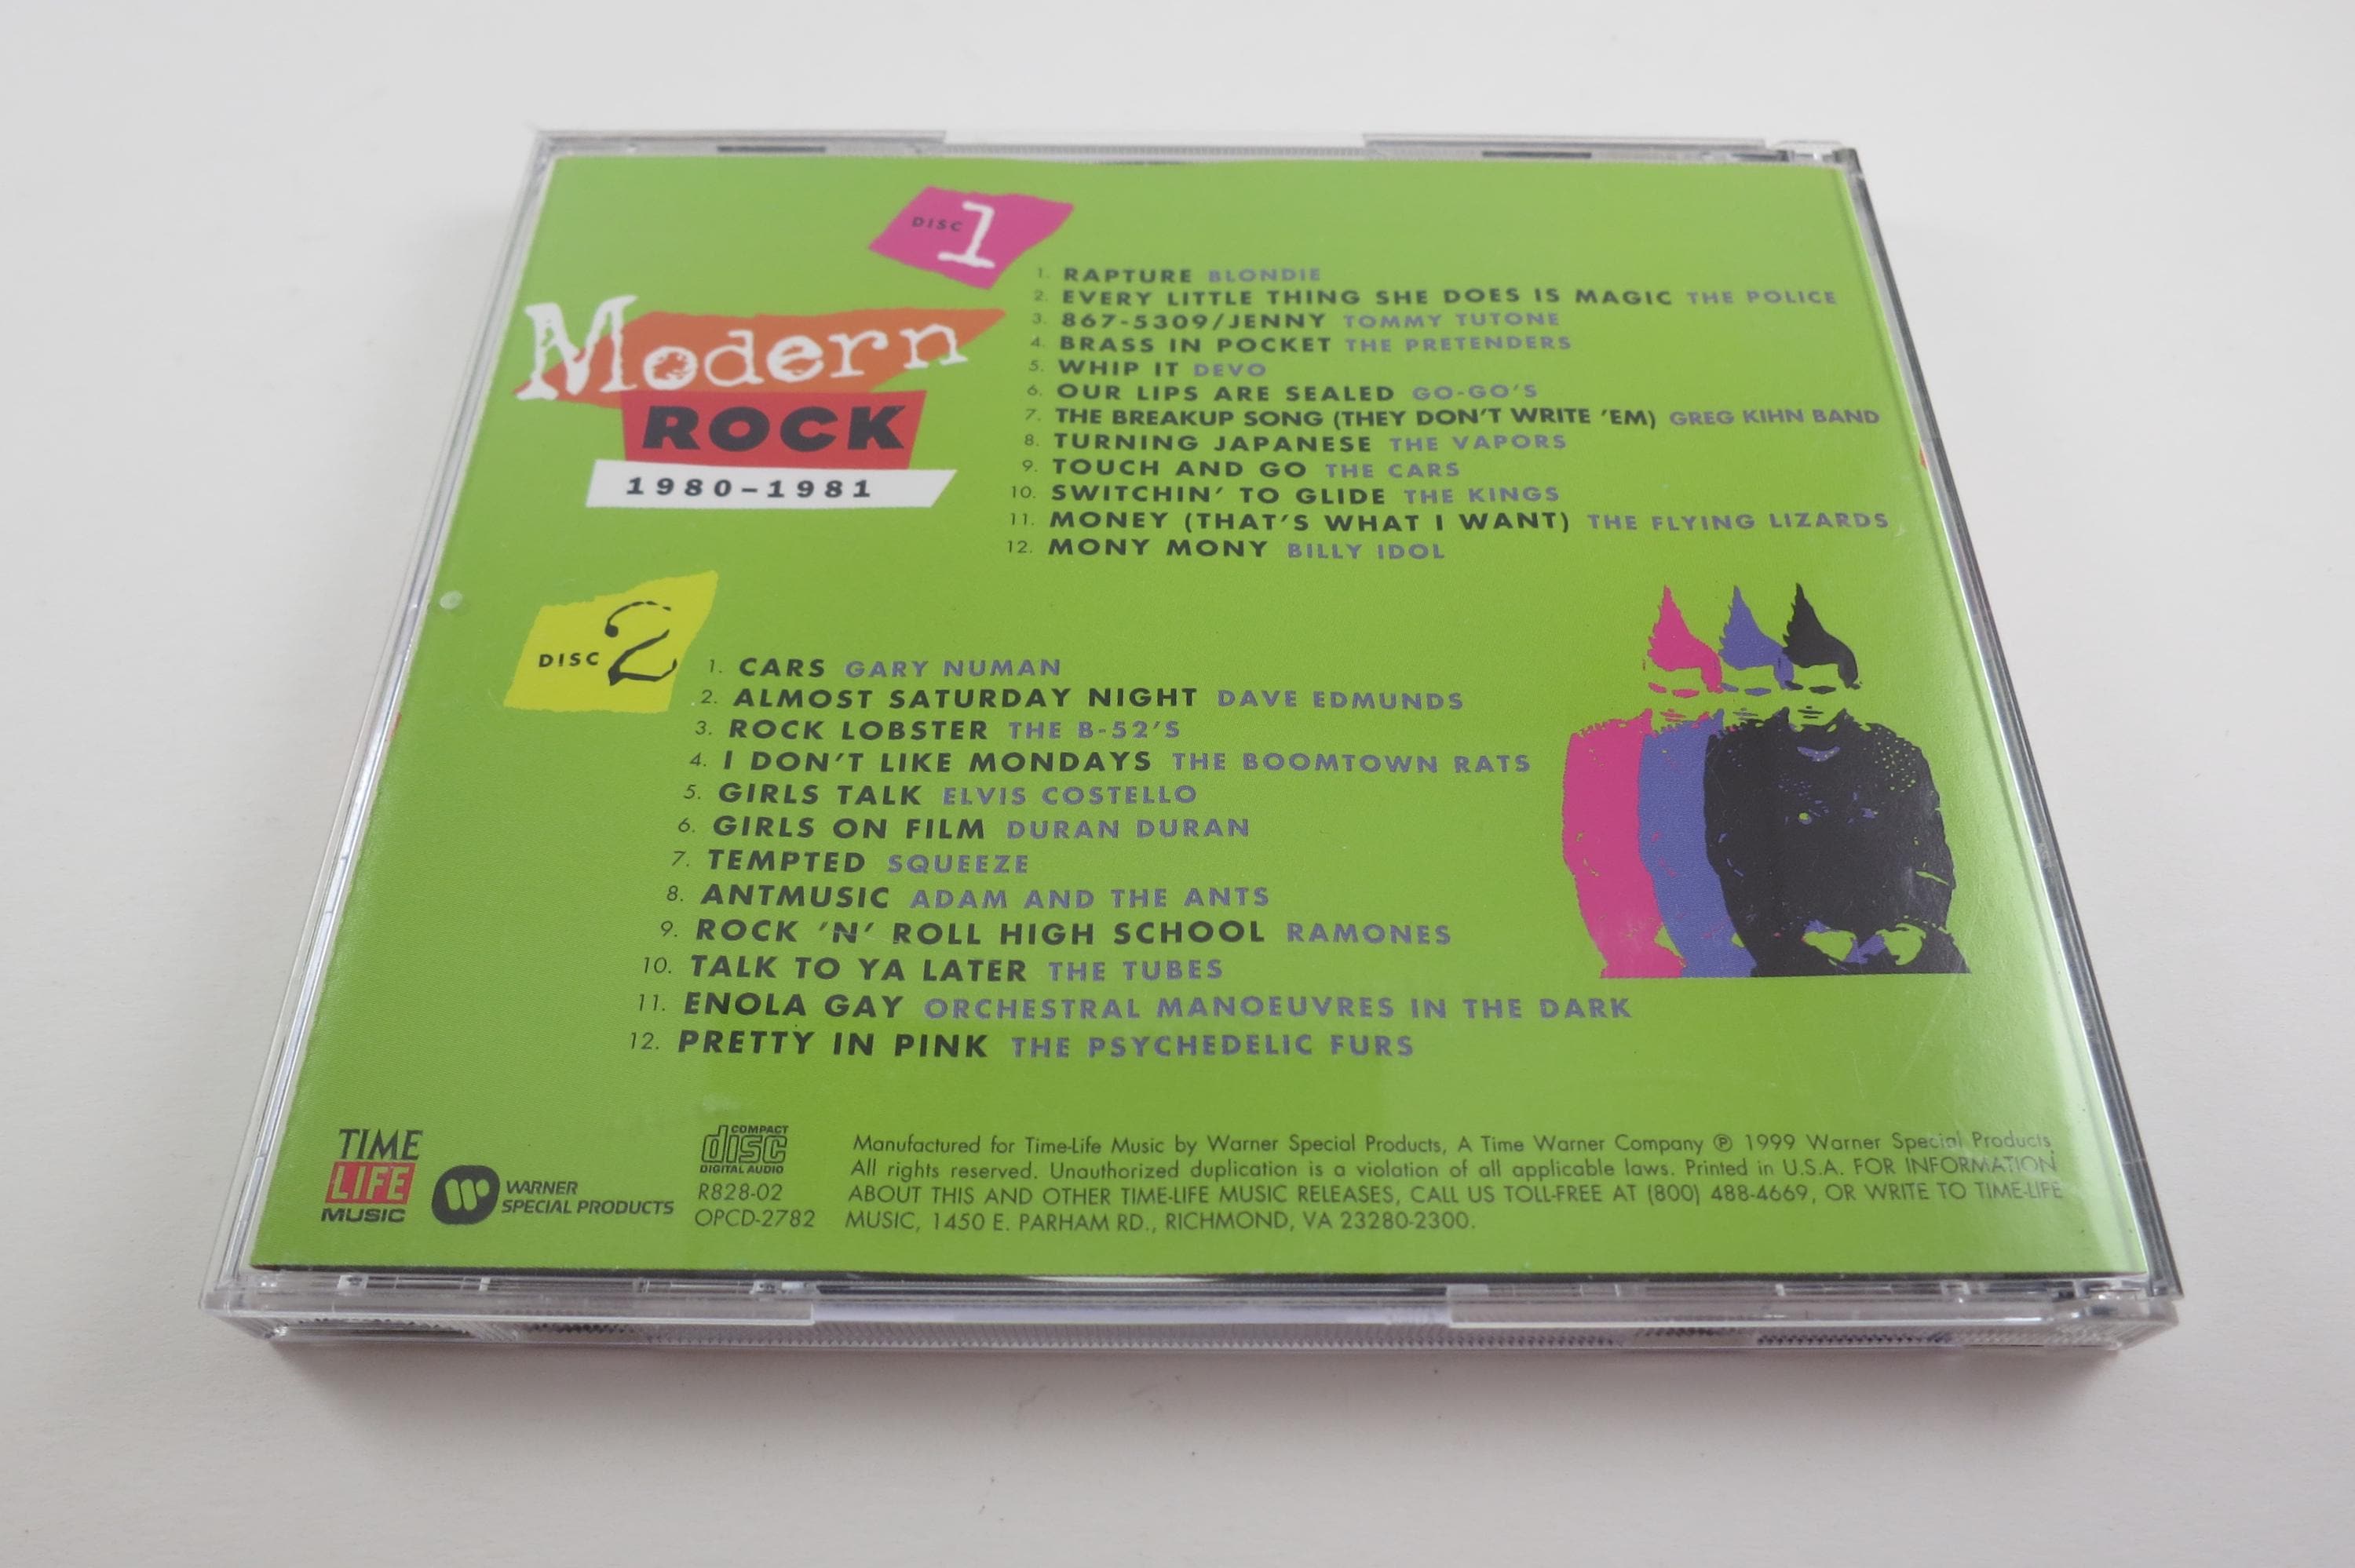 DISC 1
Modern
ROCK
1980-1981
1. RAPTURE BLONDIE
2. EVERY LITTLE THING SHE DOES IS MAGIC THE POLICE
3. 867-5309/JENNY TOMMY TUTONE
4. BRASS IN POCKET THE PRETENDERS
5. WHIP IT DEVO
6. OUR LIPS ARE SEALED GO-GO'S
7. THE BREAKUP SONG (THEY DON'T WRITE 'EM) GREG KIHN BAND
8. TURNING JAPANESE THE VAPORS
9. TOUCH AND GO THE CARS
10. SWITCHIN' TO GLIDE THE KINGS
11. MONEY (THAT'S WHAT I WANT) THE FLYING LIZARDS
12. MONY MONY BILLY IDOL
DISC 2
1. CARS GARY NUMAN
2. ALMOST SATURDAY NIGHT DAVE EDMUNDS
3. ROCK LOBSTER THE B-52'S
4. I DON'T LIKE MONDAYS THE BOOMTOWN RATS
5. GIRLS TALK ELVIS COSTELLO
6. GIRLS ON FILM DURAN DURAN
7. TEMPTED SQUEEZE
8. ANTMUSIC ADAM AND THE ANTS
9. ROCK 'N' ROLL HIGH SCHOOL RAMONES
10. TALK TO YA LATER THE TUBES
11. ENOLA GAY ORCHESTRAL MANOEUVRES IN THE DARK
12. PRETTY IN PINK THE PSYCHEDELIC FURS
TIME
LIFE
MUSIC
WARNER
SPECIAL PRODUCTS
COMPACT
disc
DIGITAL AUDIO
R828-02
OPCD-2782
Manufactured for Time-Life Music by Warner Special Products, A Time Warner Company ℗ 1999 Warner Special Products.
All rights reserved. Unauthorized duplication is a violation of all applicable laws. Printed in U.S.A. FOR INFORMATION
ABOUT THIS AND OTHER TIME-LIFE MUSIC RELEASES, CALL US TOLL-FREE AT (800) 488-4669, OR WRITE TO TIME-LIFE
MUSIC, 1450 E. PARHAM RD., RICHMOND, VA 23280-2300.